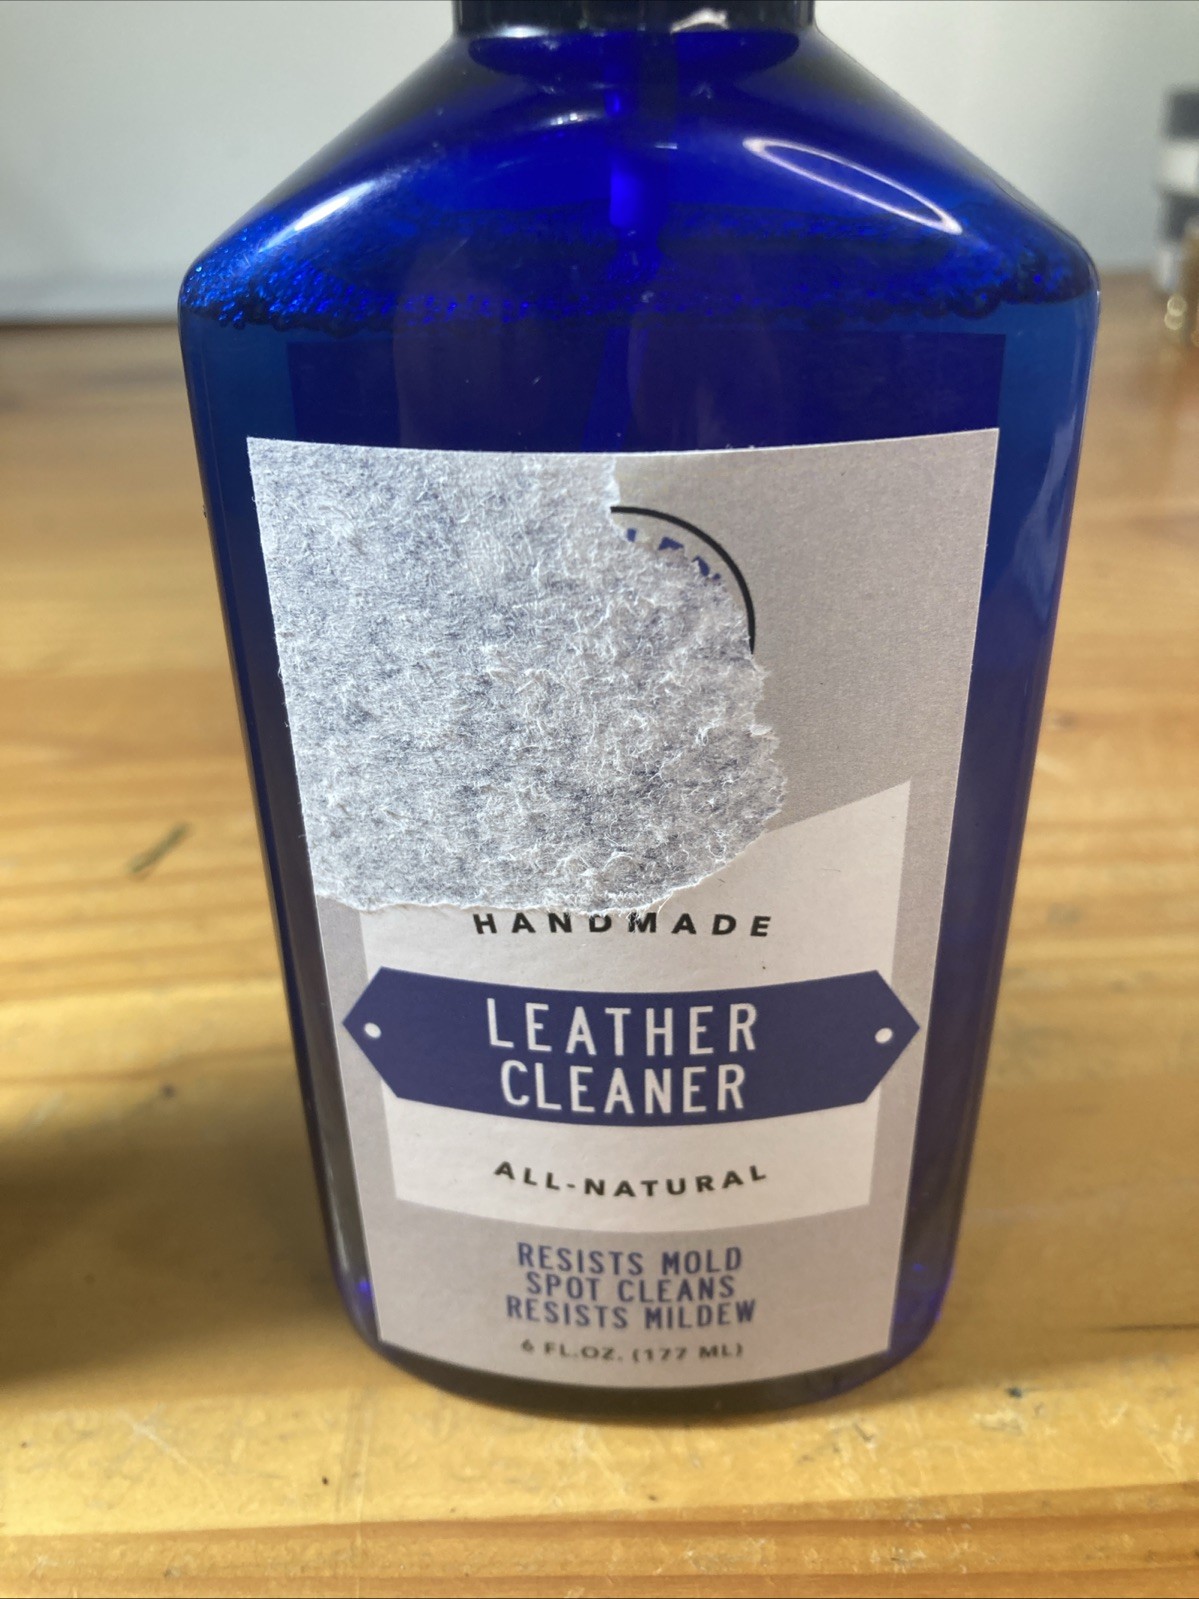 HANDMADE
LEATHER
CLEANER
ALL-NATURAL
RESISTS MOLD
SPOT CLEANS
RESISTS MILDEW
6 FL.OZ. (177 ML)